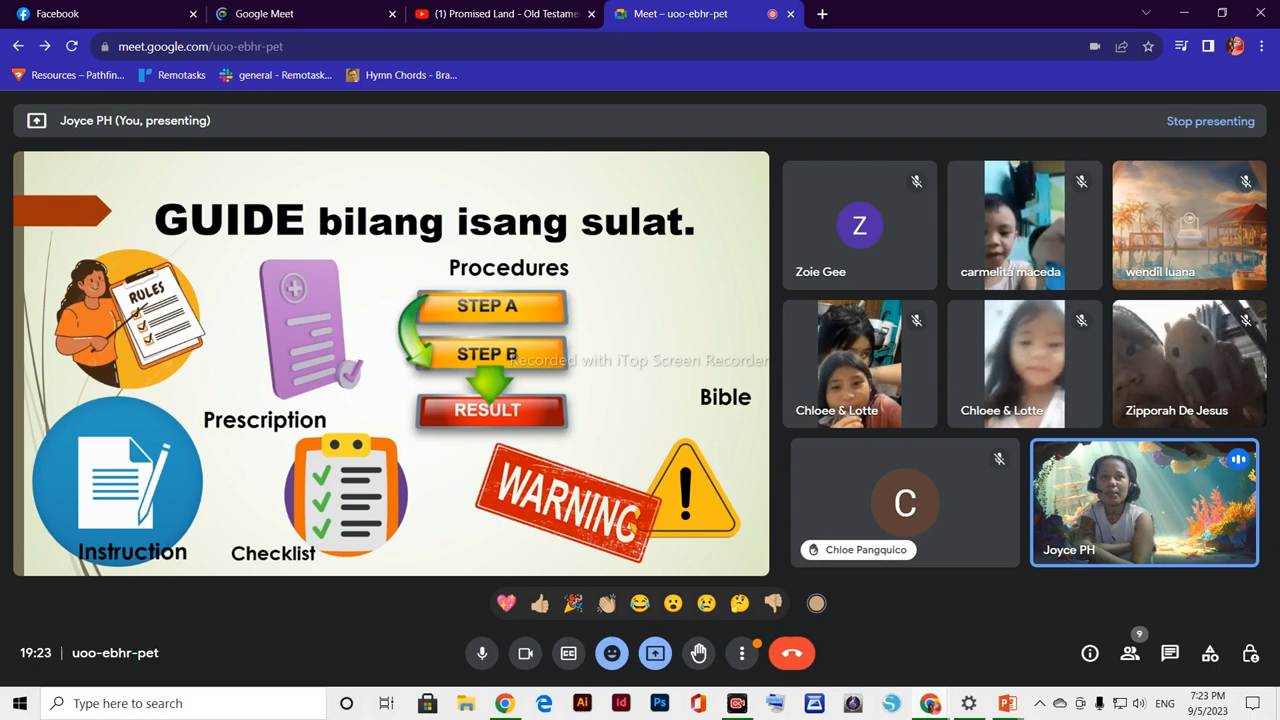 Facebook
Google Meet
(1) Promised Land - Old Testame
Meet – uoo-ebhr-pet
meet.google.com/uoo-ebhr-pet
Resources – Pathfin...
Remotasks
general - Remotask...
Hymn Chords - Bra...
Joyce PH (You, presenting)
Stop presenting
GUIDE bilang isang sulat.
RULES
Prescription
Procedures
STEP A
STEP B
RESULT
Recorded with iTop Screen Recorder
Bible
Instruction
Checklist
WARNING
!
Z
Zoie Gee
carmelita maceda
wendil luana
Chloee & Lotte
Chloee & Lotte
Zipporah De Jesus
C
Chloe Pangquico
Joyce PH
19:23 | uoo-ebhr-pet
9
Type here to search
Ai
Id
Ps
ENG
7:23 PM
9/5/2023